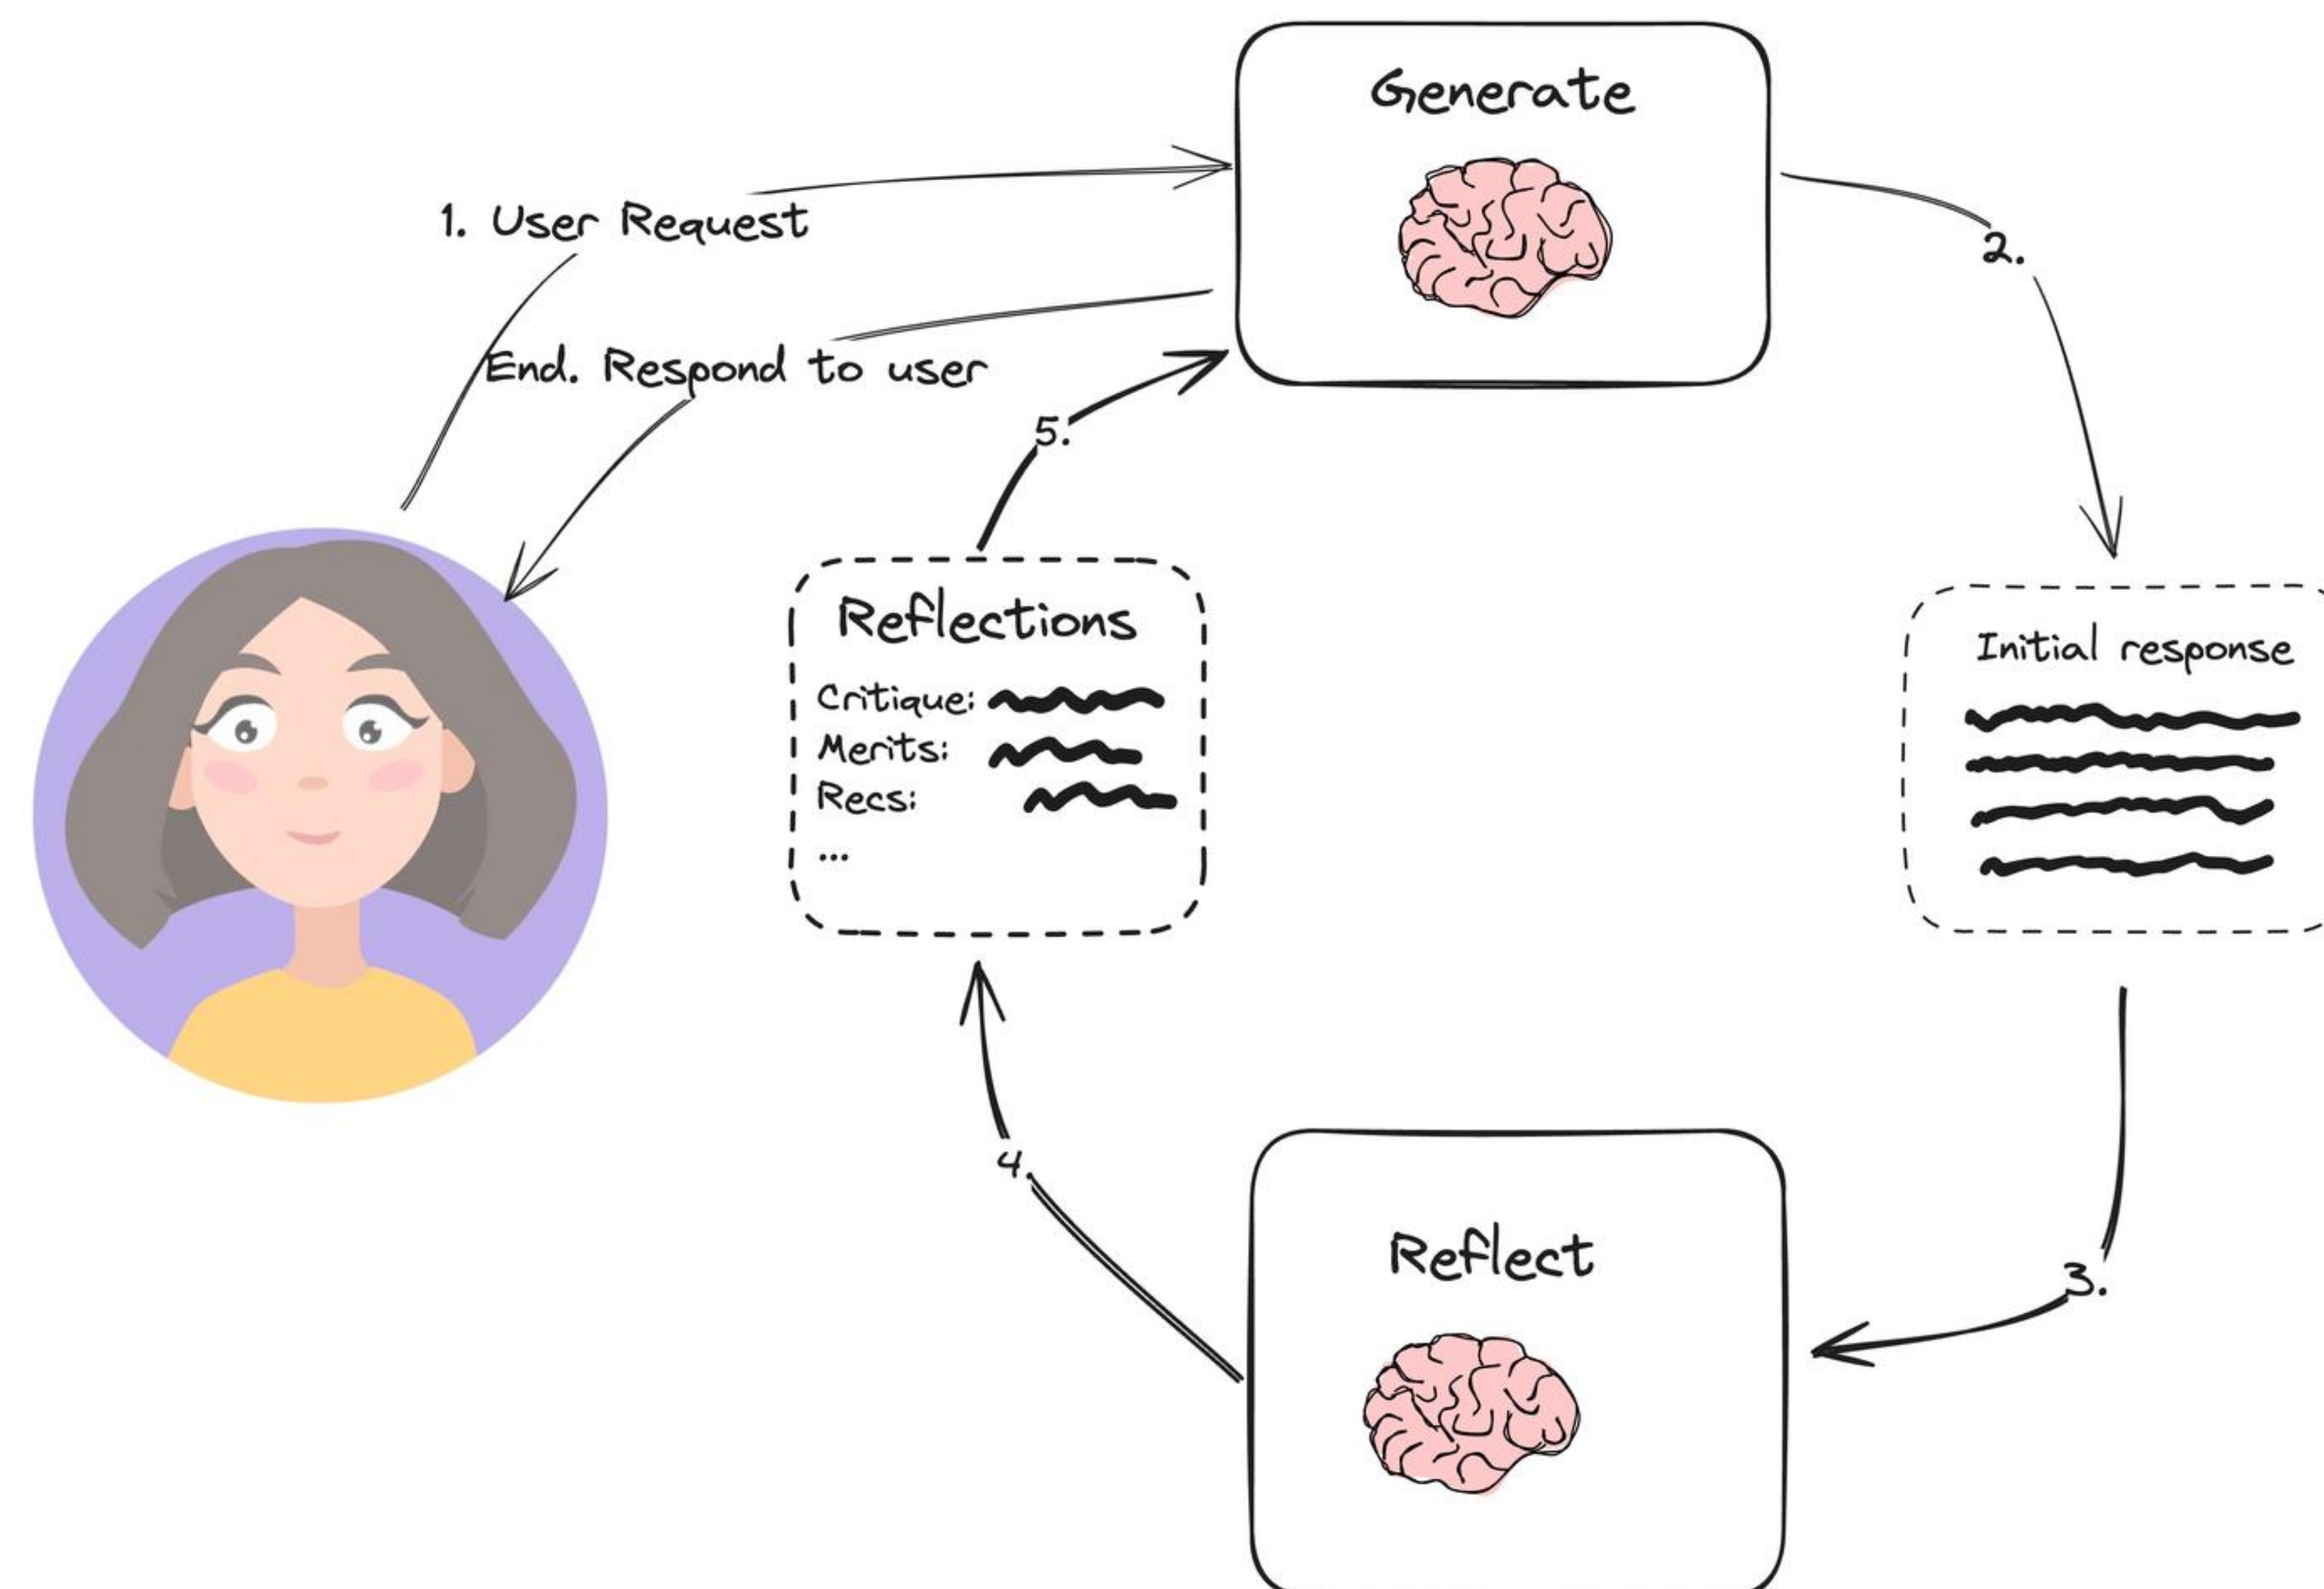 Generate
1. User Request
2.
End. Respond to user
5.
Reflections
Critique:
Merits:
Recs:
...
Initial response
4.
3.
Reflect